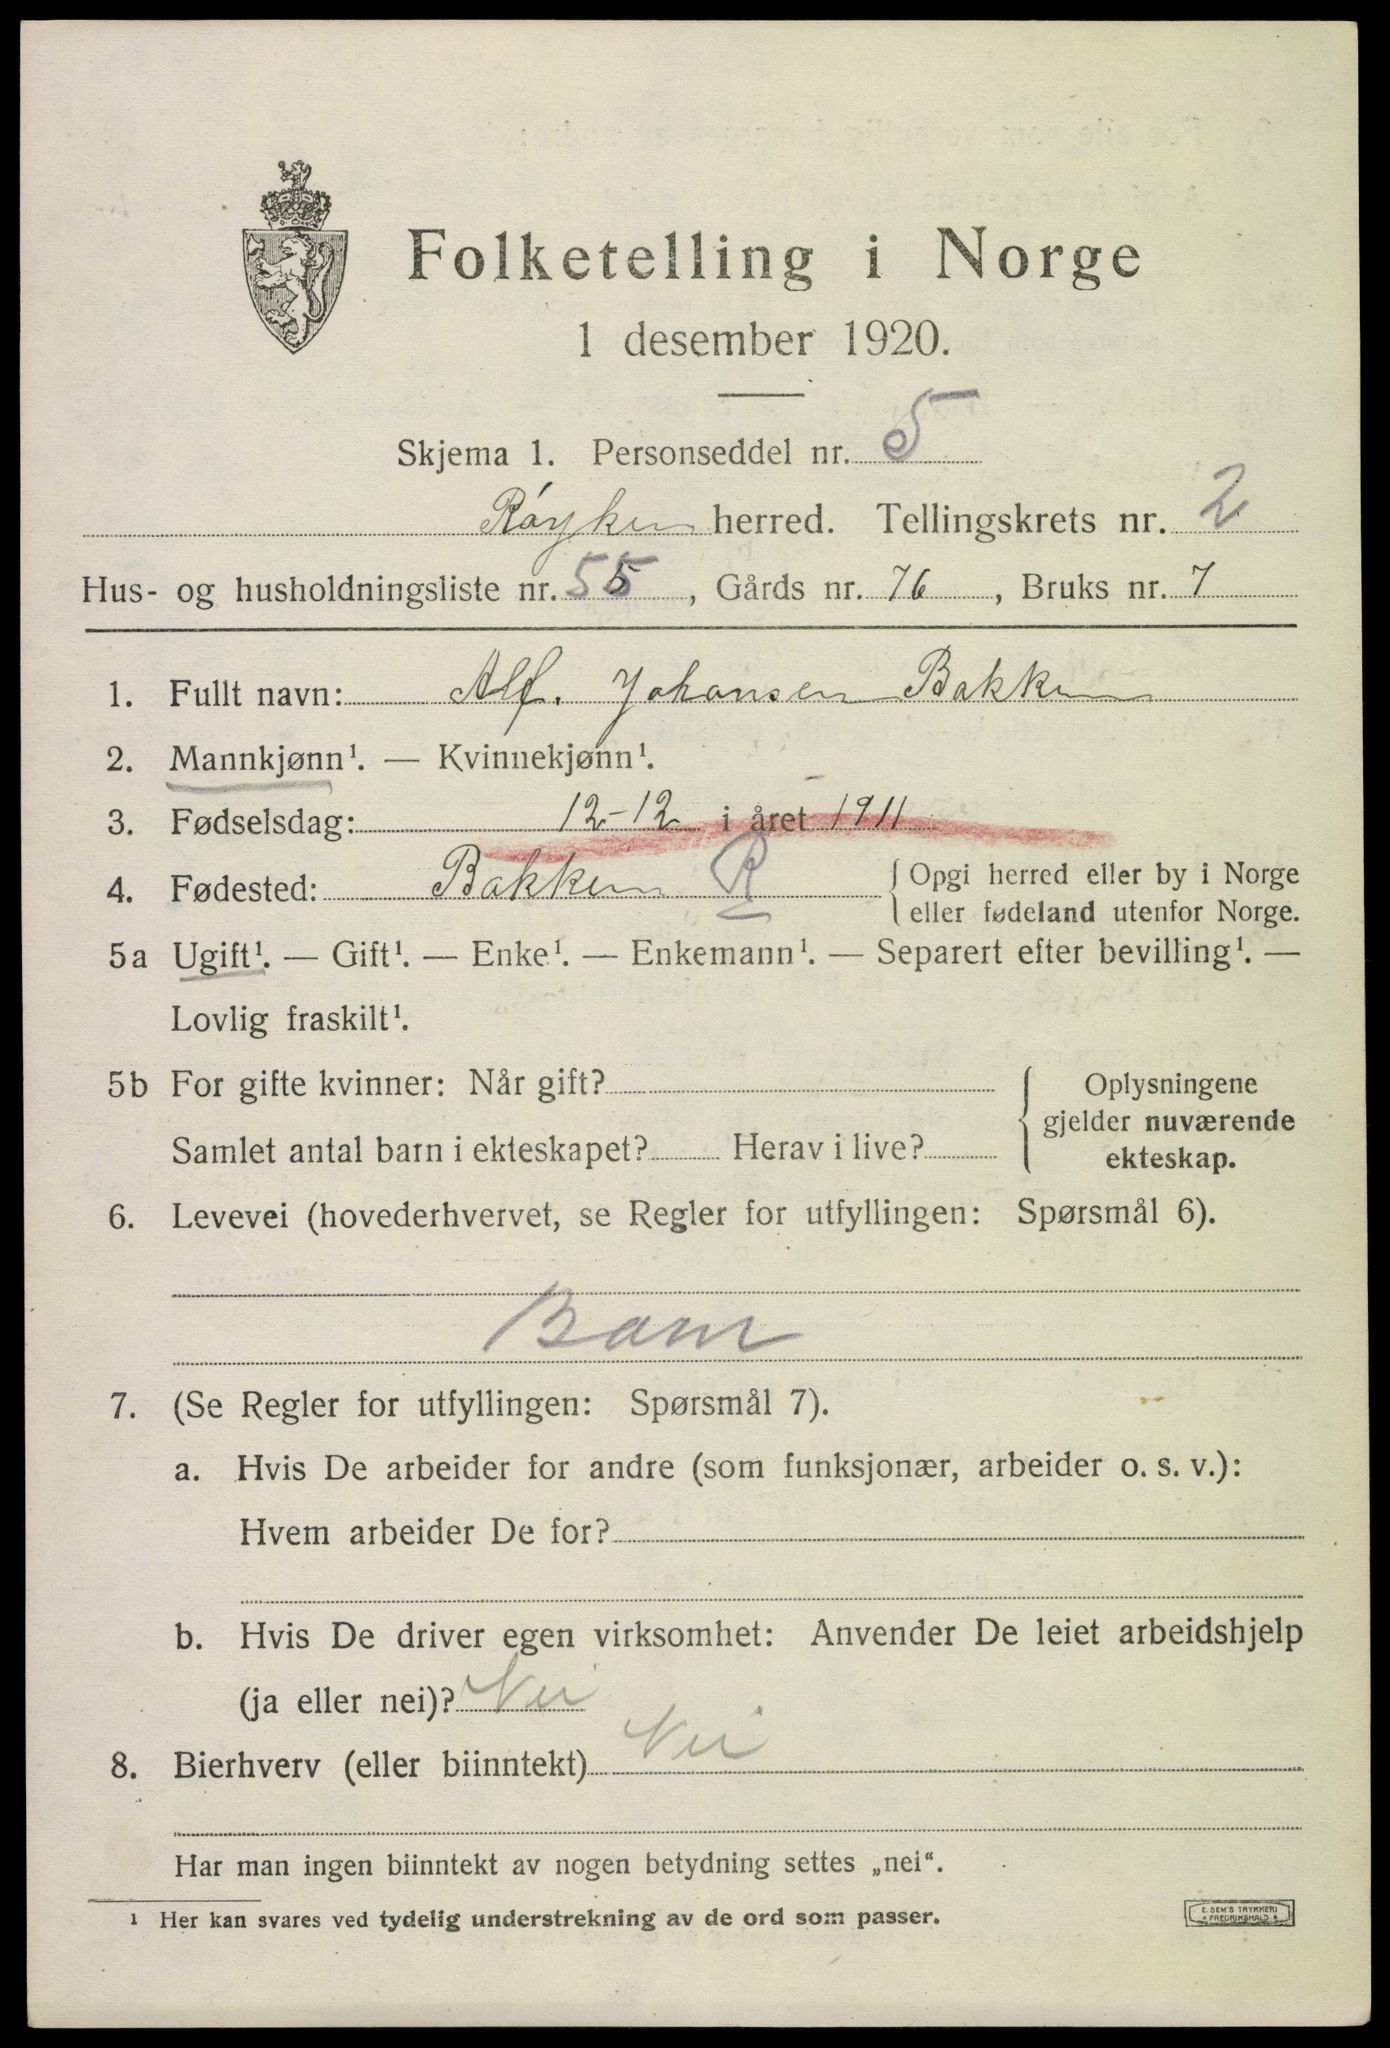 Folketelling i Norge
1 desember 1920.
Skjema 1. Personseddel nr. 5
Røyken herred. Tellingskrets nr. 2
Hus- og husholdningsliste nr. 55, Gårds nr. 76, Bruks nr. 7
1. Fullt navn: Alf. Johansen Bakken
2. Mannkjønn¹. — Kvinnekjønn¹.
3. Fødselsdag: 12-12 i året 1911
4. Fødested: Bakken R { Opgi herred eller by i Norge
eller fødeland utenfor Norge.
5a Ugift¹. — Gift¹. — Enke¹. — Enkemann¹. — Separert efter bevilling¹. —
Lovlig fraskilt¹.
5b For gifte kvinner: Når gift?
Samlet antal barn i ekteskapet? Herav i live?
{ Oplysningene
gjelder nuværende
ekteskap.
6. Levevei (hovederhvervet, se Regler for utfyllingen: Spørsmål 6).
Barn
7. (Se Regler for utfyllingen: Spørsmål 7).
a. Hvis De arbeider for andre (som funksjonær, arbeider o. s. v.):
Hvem arbeider De for?
b. Hvis De driver egen virksomhet: Anvender De leiet arbeidshjelp
(ja eller nei)? Nei
8. Bierhverv (eller biinntekt) Nei
Har man ingen biinntekt av nogen betydning settes „nei“.
¹ Her kan svares ved tydelig understrekning av de ord som passer.
E. SEM'S TRYKKERI
FREDRIKSHALD